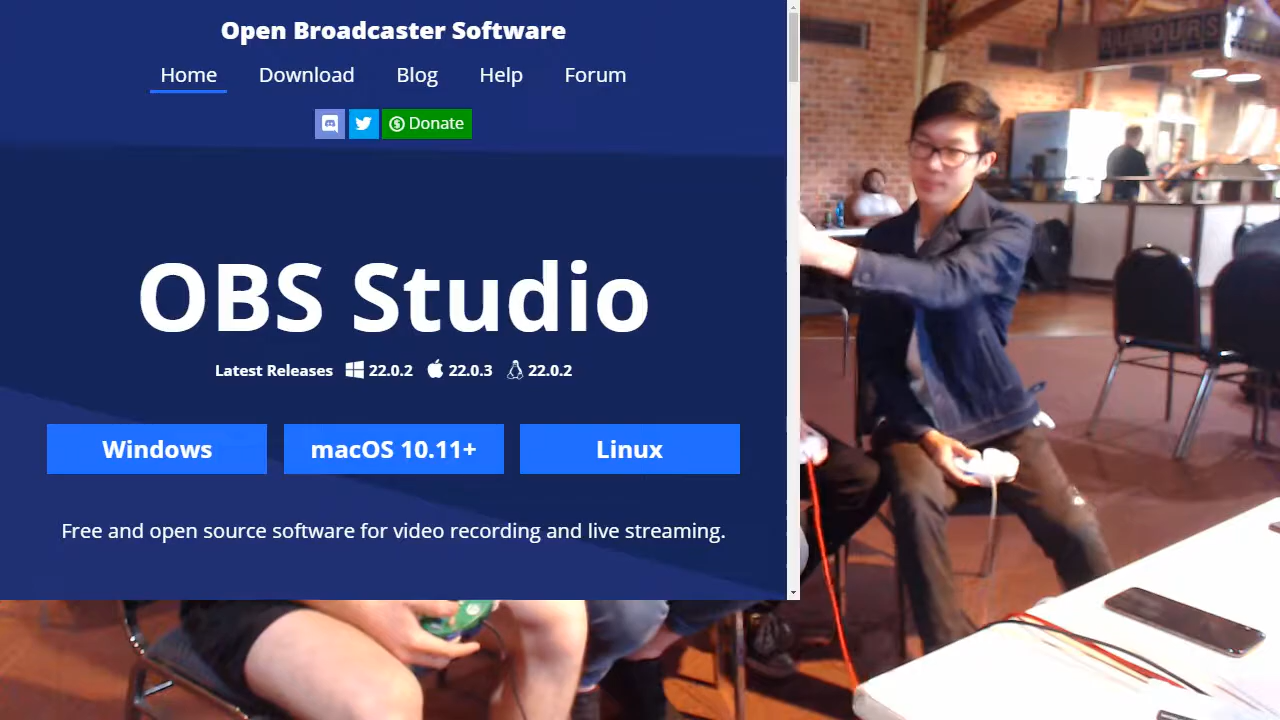 Open Broadcaster Software
Home Download Blog Help Forum
Donate
OBS Studio
Latest Releases 22.0.2 22.0.3 22.0.2
Windows macOS 10.11+ Linux
Free and open source software for video recording and live streaming.
RUMOURS